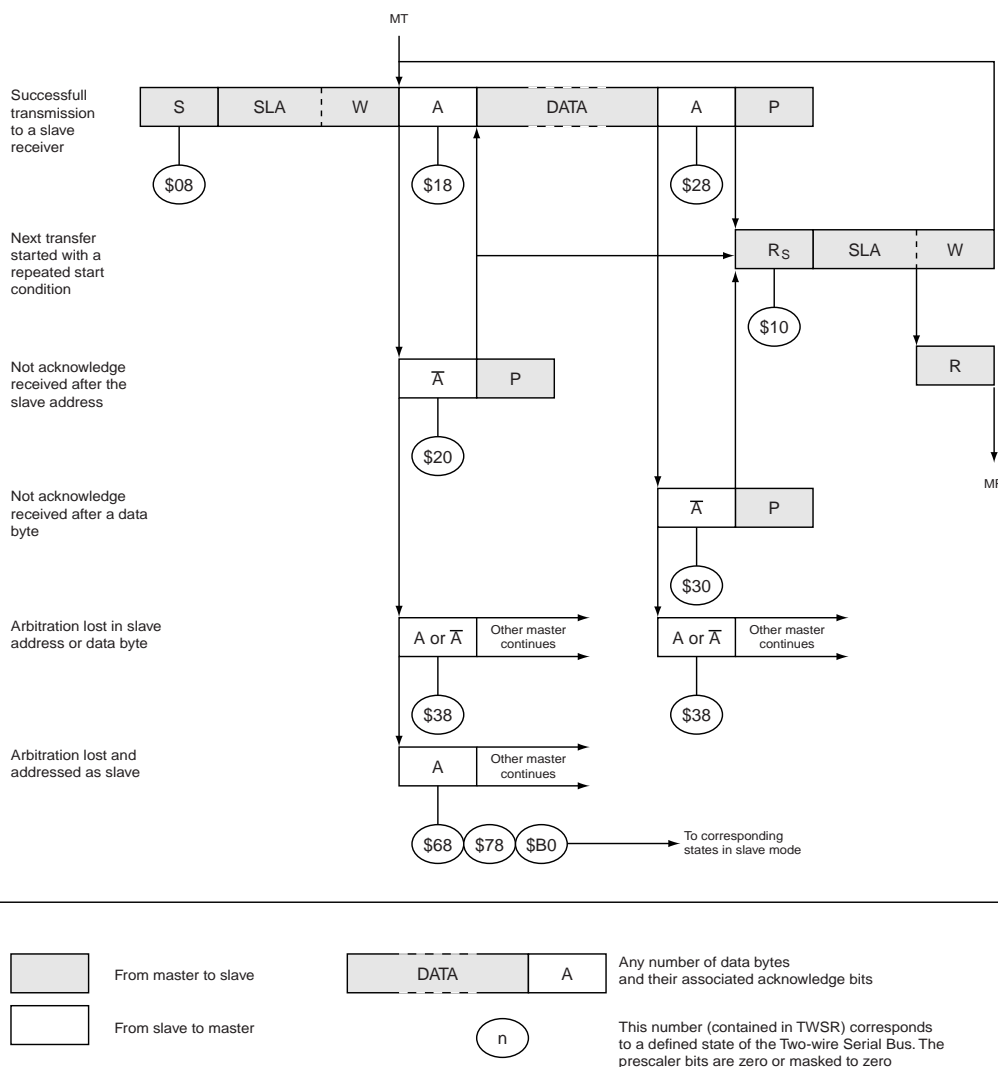 MT
Successfull
transmission
to a slave
receiver
S SLA W A DATA A P
$08 $18 $28
Next transfer
started with a
repeated start
condition
RS SLA W
$10
Not acknowledge
received after the
slave address
A̅ P
R
$20
MR
Not acknowledge
received after a data
byte
A̅ P
$30
Arbitration lost in slave
address or data byte
A or A̅ Other master
continues
A or A̅ Other master
continues
$38 $38
Arbitration lost and
addressed as slave
A Other master
continues
$68 $78 $B0
To corresponding
states in slave mode
From master to slave
DATA A
Any number of data bytes
and their associated acknowledge bits
From slave to master
n
This number (contained in TWSR) corresponds
to a defined state of the Two-wire Serial Bus. The
prescaler bits are zero or masked to zero